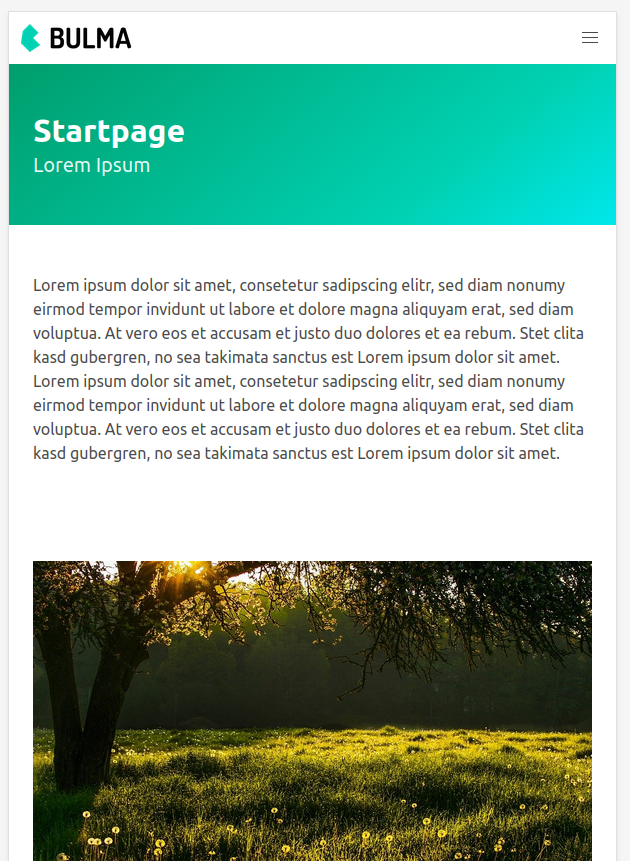 BULMA
Startpage
Lorem Ipsum
Lorem ipsum dolor sit amet, consetetur sadipscing elitr, sed diam nonumy
eirmod tempor invidunt ut labore et dolore magna aliquyam erat, sed diam
voluptua. At vero eos et accusam et justo duo dolores et ea rebum. Stet clita
kasd gubergren, no sea takimata sanctus est Lorem ipsum dolor sit amet.
Lorem ipsum dolor sit amet, consetetur sadipscing elitr, sed diam nonumy
eirmod tempor invidunt ut labore et dolore magna aliquyam erat, sed diam
voluptua. At vero eos et accusam et justo duo dolores et ea rebum. Stet clita
kasd gubergren, no sea takimata sanctus est Lorem ipsum dolor sit amet.